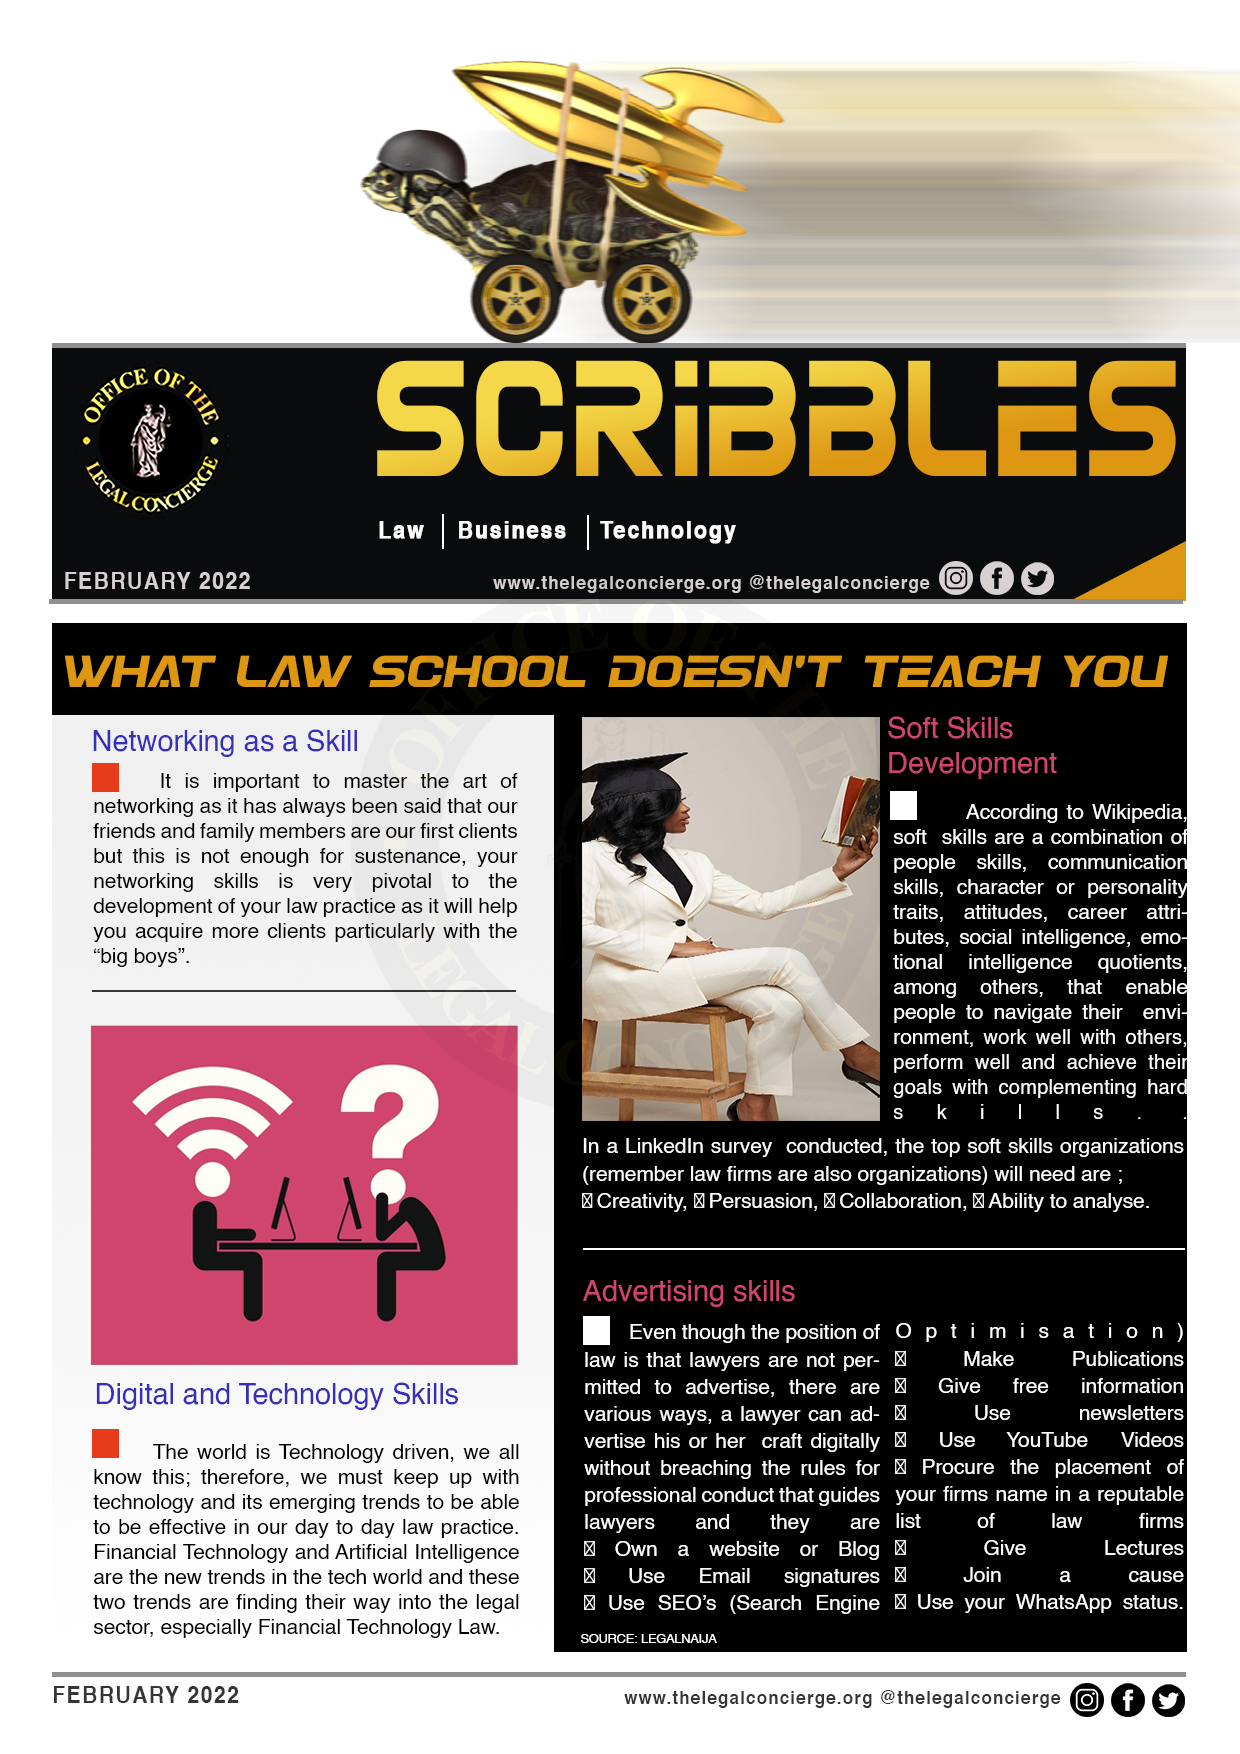 OFFICE OF THE
LEGAL CONCIERGE
SCRiBBLES
Law | Business | Technology
FEBRUARY 2022
www.thelegalconcierge.org @thelegalconcierge
WHAT LAW SCHOOL DOESN'T TEACH YOU
Networking as a Skill
It is important to master the art of
networking as it has always been said that our
friends and family members are our first clients
but this is not enough for sustenance, your
networking skills is very pivotal to the
development of your law practice as it will help
you acquire more clients particularly with the
“big boys”.
Digital and Technology Skills
The world is Technology driven, we all
know this; therefore, we must keep up with
technology and its emerging trends to be able
to be effective in our day to day law practice.
Financial Technology and Artificial Intelligence
are the new trends in the tech world and these
two trends are finding their way into the legal
sector, especially Financial Technology Law.
Soft Skills
Development
According to Wikipedia,
soft skills are a combination of
people skills, communication
skills, character or personality
traits, attitudes, career attri-
butes, social intelligence, emo-
tional intelligence quotients,
among others, that enable
people to navigate their envi-
ronment, work well with others,
perform well and achieve their
goals with complementing hard
skills. .
In a LinkedIn survey conducted, the top soft skills organizations
(remember law firms are also organizations) will need are ;
Creativity, Persuasion, Collaboration, Ability to analyse.
Advertising skills
Even though the position of
law is that lawyers are not per-
mitted to advertise, there are
various ways, a lawyer can ad-
vertise his or her craft digitally
without breaching the rules for
professional conduct that guides
lawyers and they are
Own a website or Blog
Use Email signatures
Use SEO’s (Search Engine
Optimisation)
Make Publications
Give free information
Use newsletters
Use YouTube Videos
Procure the placement of
your firms name in a reputable
list of law firms
Give Lectures
Join a cause
Use your WhatsApp status.
SOURCE: LEGALNAIJA
FEBRUARY 2022
www.thelegalconcierge.org @thelegalconcierge
OFFICE OF THE
LEGAL CONCIERGE